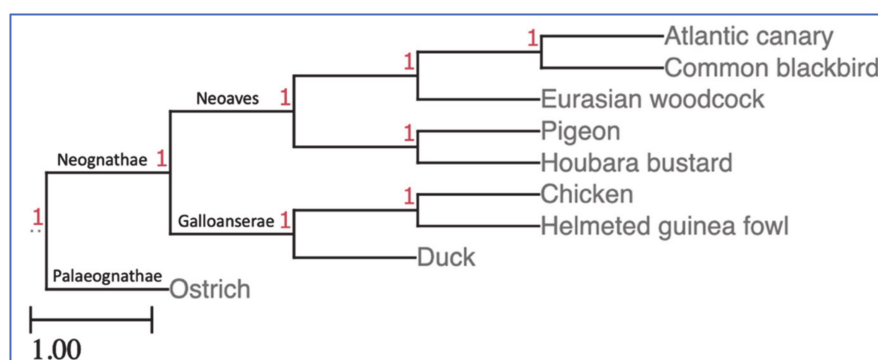 1
Atlantic canary
Common blackbird
1
Eurasian woodcock
Neoaves
1
1
Pigeon
Houbara bustard
Neognathae
1
1
Chicken
Helmeted guinea fowl
Galloanserae
1
Duck
1
Palaeognathae
Ostrich
1.00